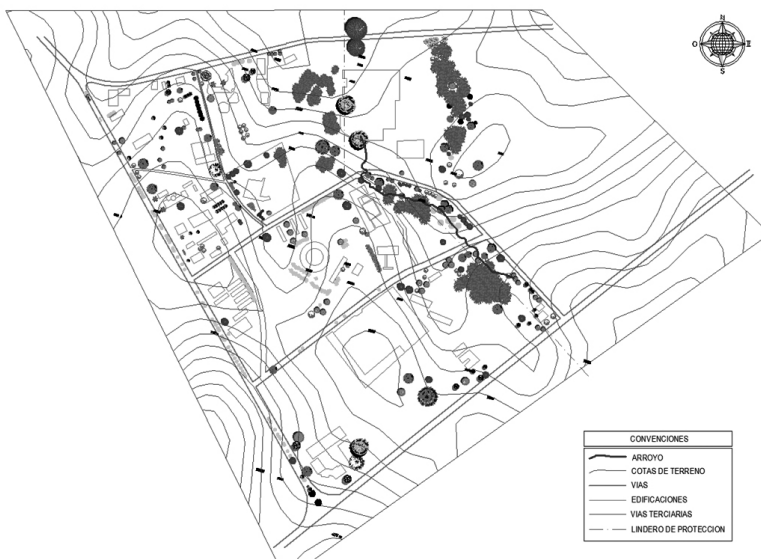 N
O
E
S
CONVENCIONES
ARROYO
COTAS DE TERRENO
VIAS
EDIFICACIONES
VIAS TERCIARIAS
LINDERO DE PROTECCION